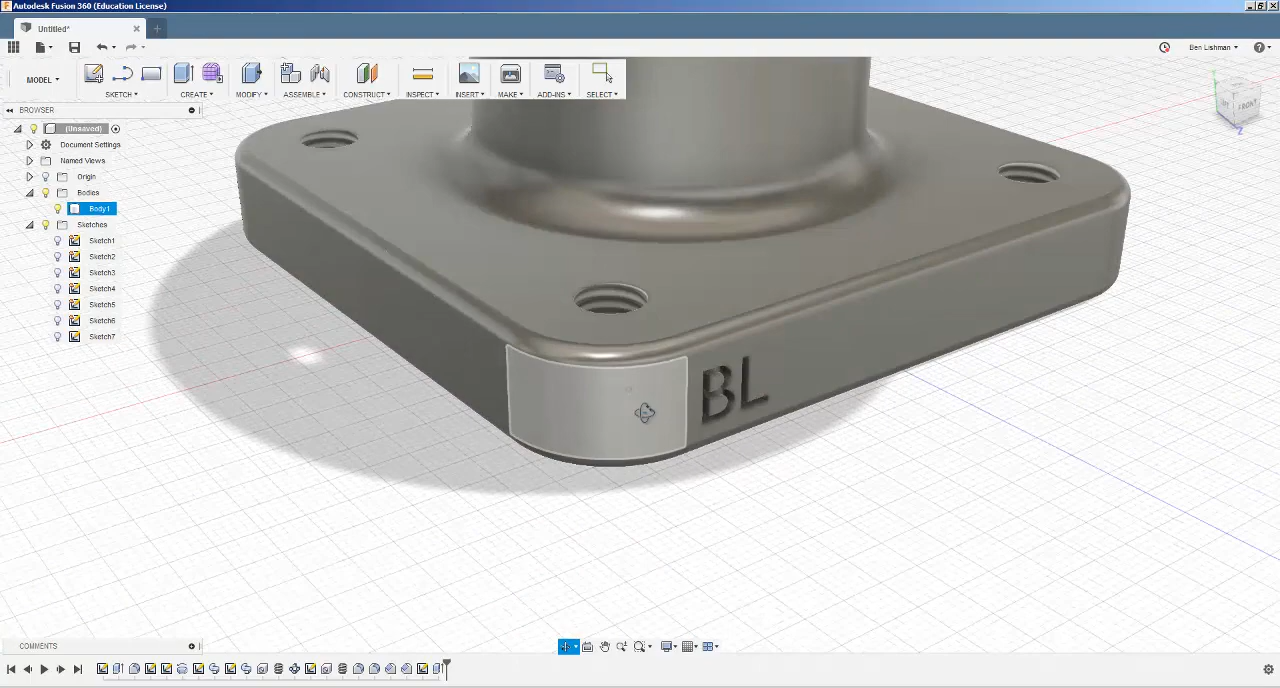 Autodesk Fusion 360 (Education License)
Untitled*
Ben Lishman
MODEL
SKETCH CREATE MODIFY ASSEMBLE CONSTRUCT INSPECT INSERT MAKE ADD-INS SELECT
BROWSER
(Unsaved)
Document Settings
Named Views
Origin
Bodies
Body1
Sketches
Sketch1
Sketch2
Sketch3
Sketch4
Sketch5
Sketch6
Sketch7
FRONT
Z
BL
COMMENTS